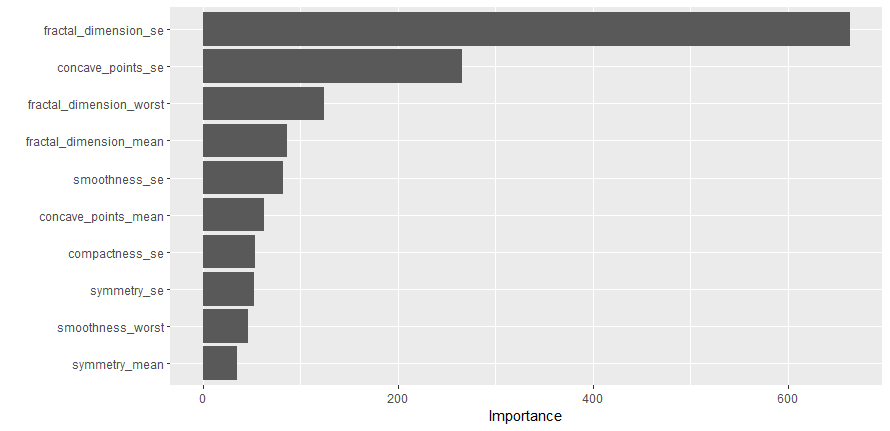 fractal_dimension_se
concave_points_se
fractal_dimension_worst
fractal_dimension_mean
smoothness_se
concave_points_mean
compactness_se
symmetry_se
smoothness_worst
symmetry_mean
0 200 400 600
Importance